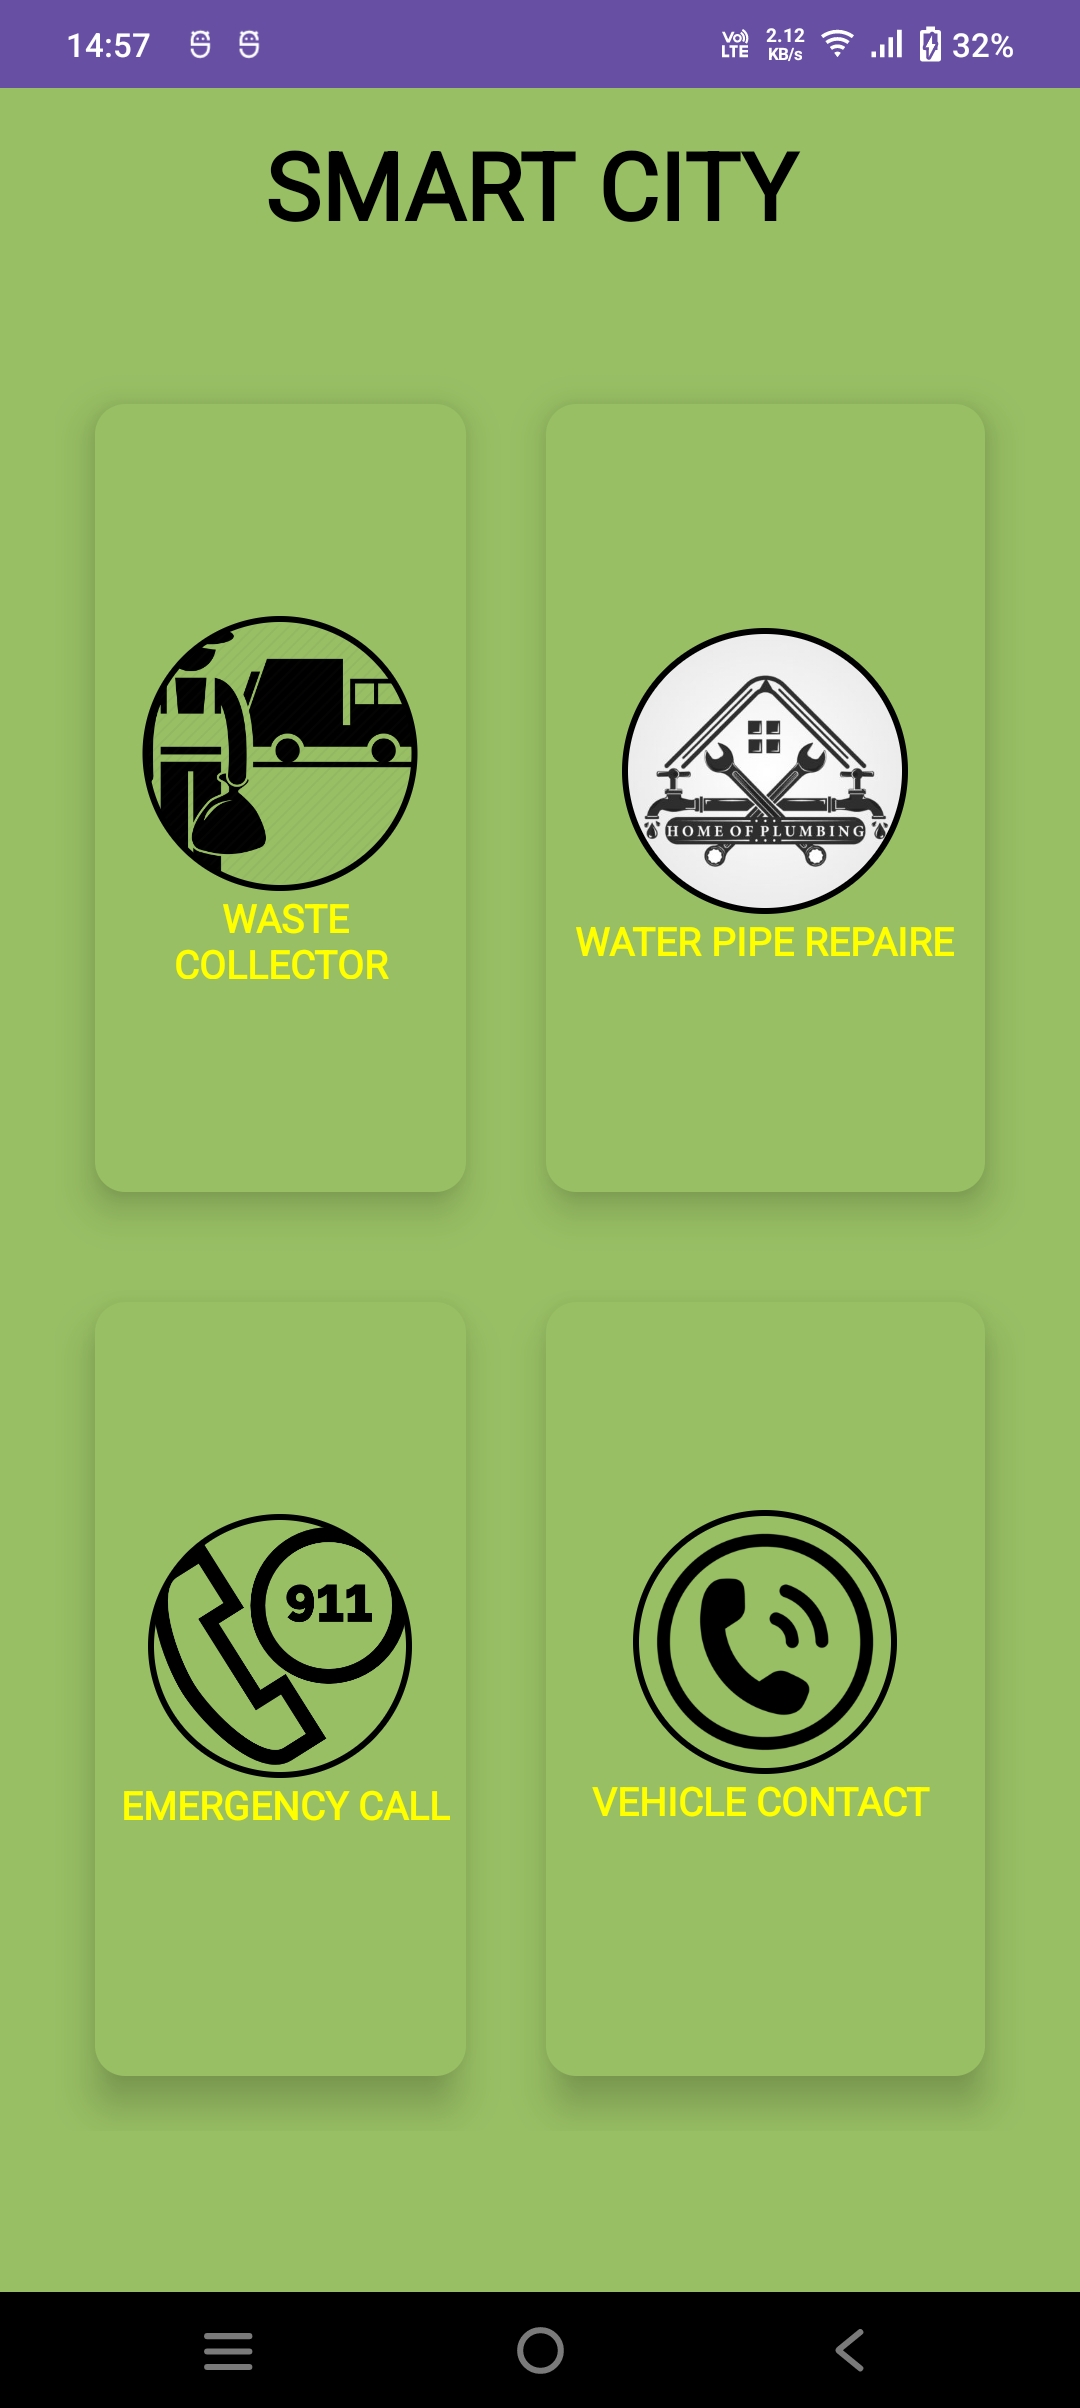 14:57 Vo) LTE 2.12 KB/s 32%
SMART CITY
HOME OF PLUMBING
WASTE
COLLECTOR
WATER PIPE REPAIRE
911
EMERGENCY CALL
VEHICLE CONTACT